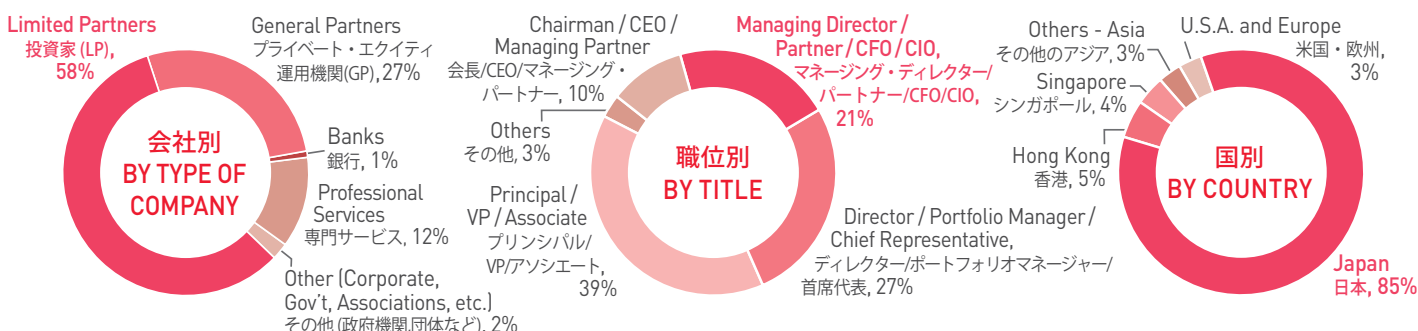 Limited Partners
投資家 (LP),
58%
General Partners
プライベート・エクイティ
運用機関(GP), 27%
Banks
銀行, 1%
Professional
Services
専門サービス, 12%
Other (Corporate,
Gov't, Associations, etc.)
その他 (政府機関,団体など), 2%
会社別
BY TYPE OF
COMPANY
Chairman / CEO /
Managing Partner
会長/CEO/マネージング・
パートナー, 10%
Others
その他, 3%
Principal /
VP / Associate
プリンシパル/
VP/アソシエート,
39%
職位別
BY TITLE
Managing Director /
Partner / CFO / CIO,
マネージング・ディレクター/
パートナー/CFO/CIO,
21%
Director / Portfolio Manager /
Chief Representative,
ディレクター/ポートフォリオマネージャー/
首席代表, 27%
Others - Asia
その他のアジア, 3%
Singapore
シンガポール, 4%
Hong Kong
香港, 5%
U.S.A. and Europe
米国・欧州,
3%
国別
BY COUNTRY
Japan
日本, 85%